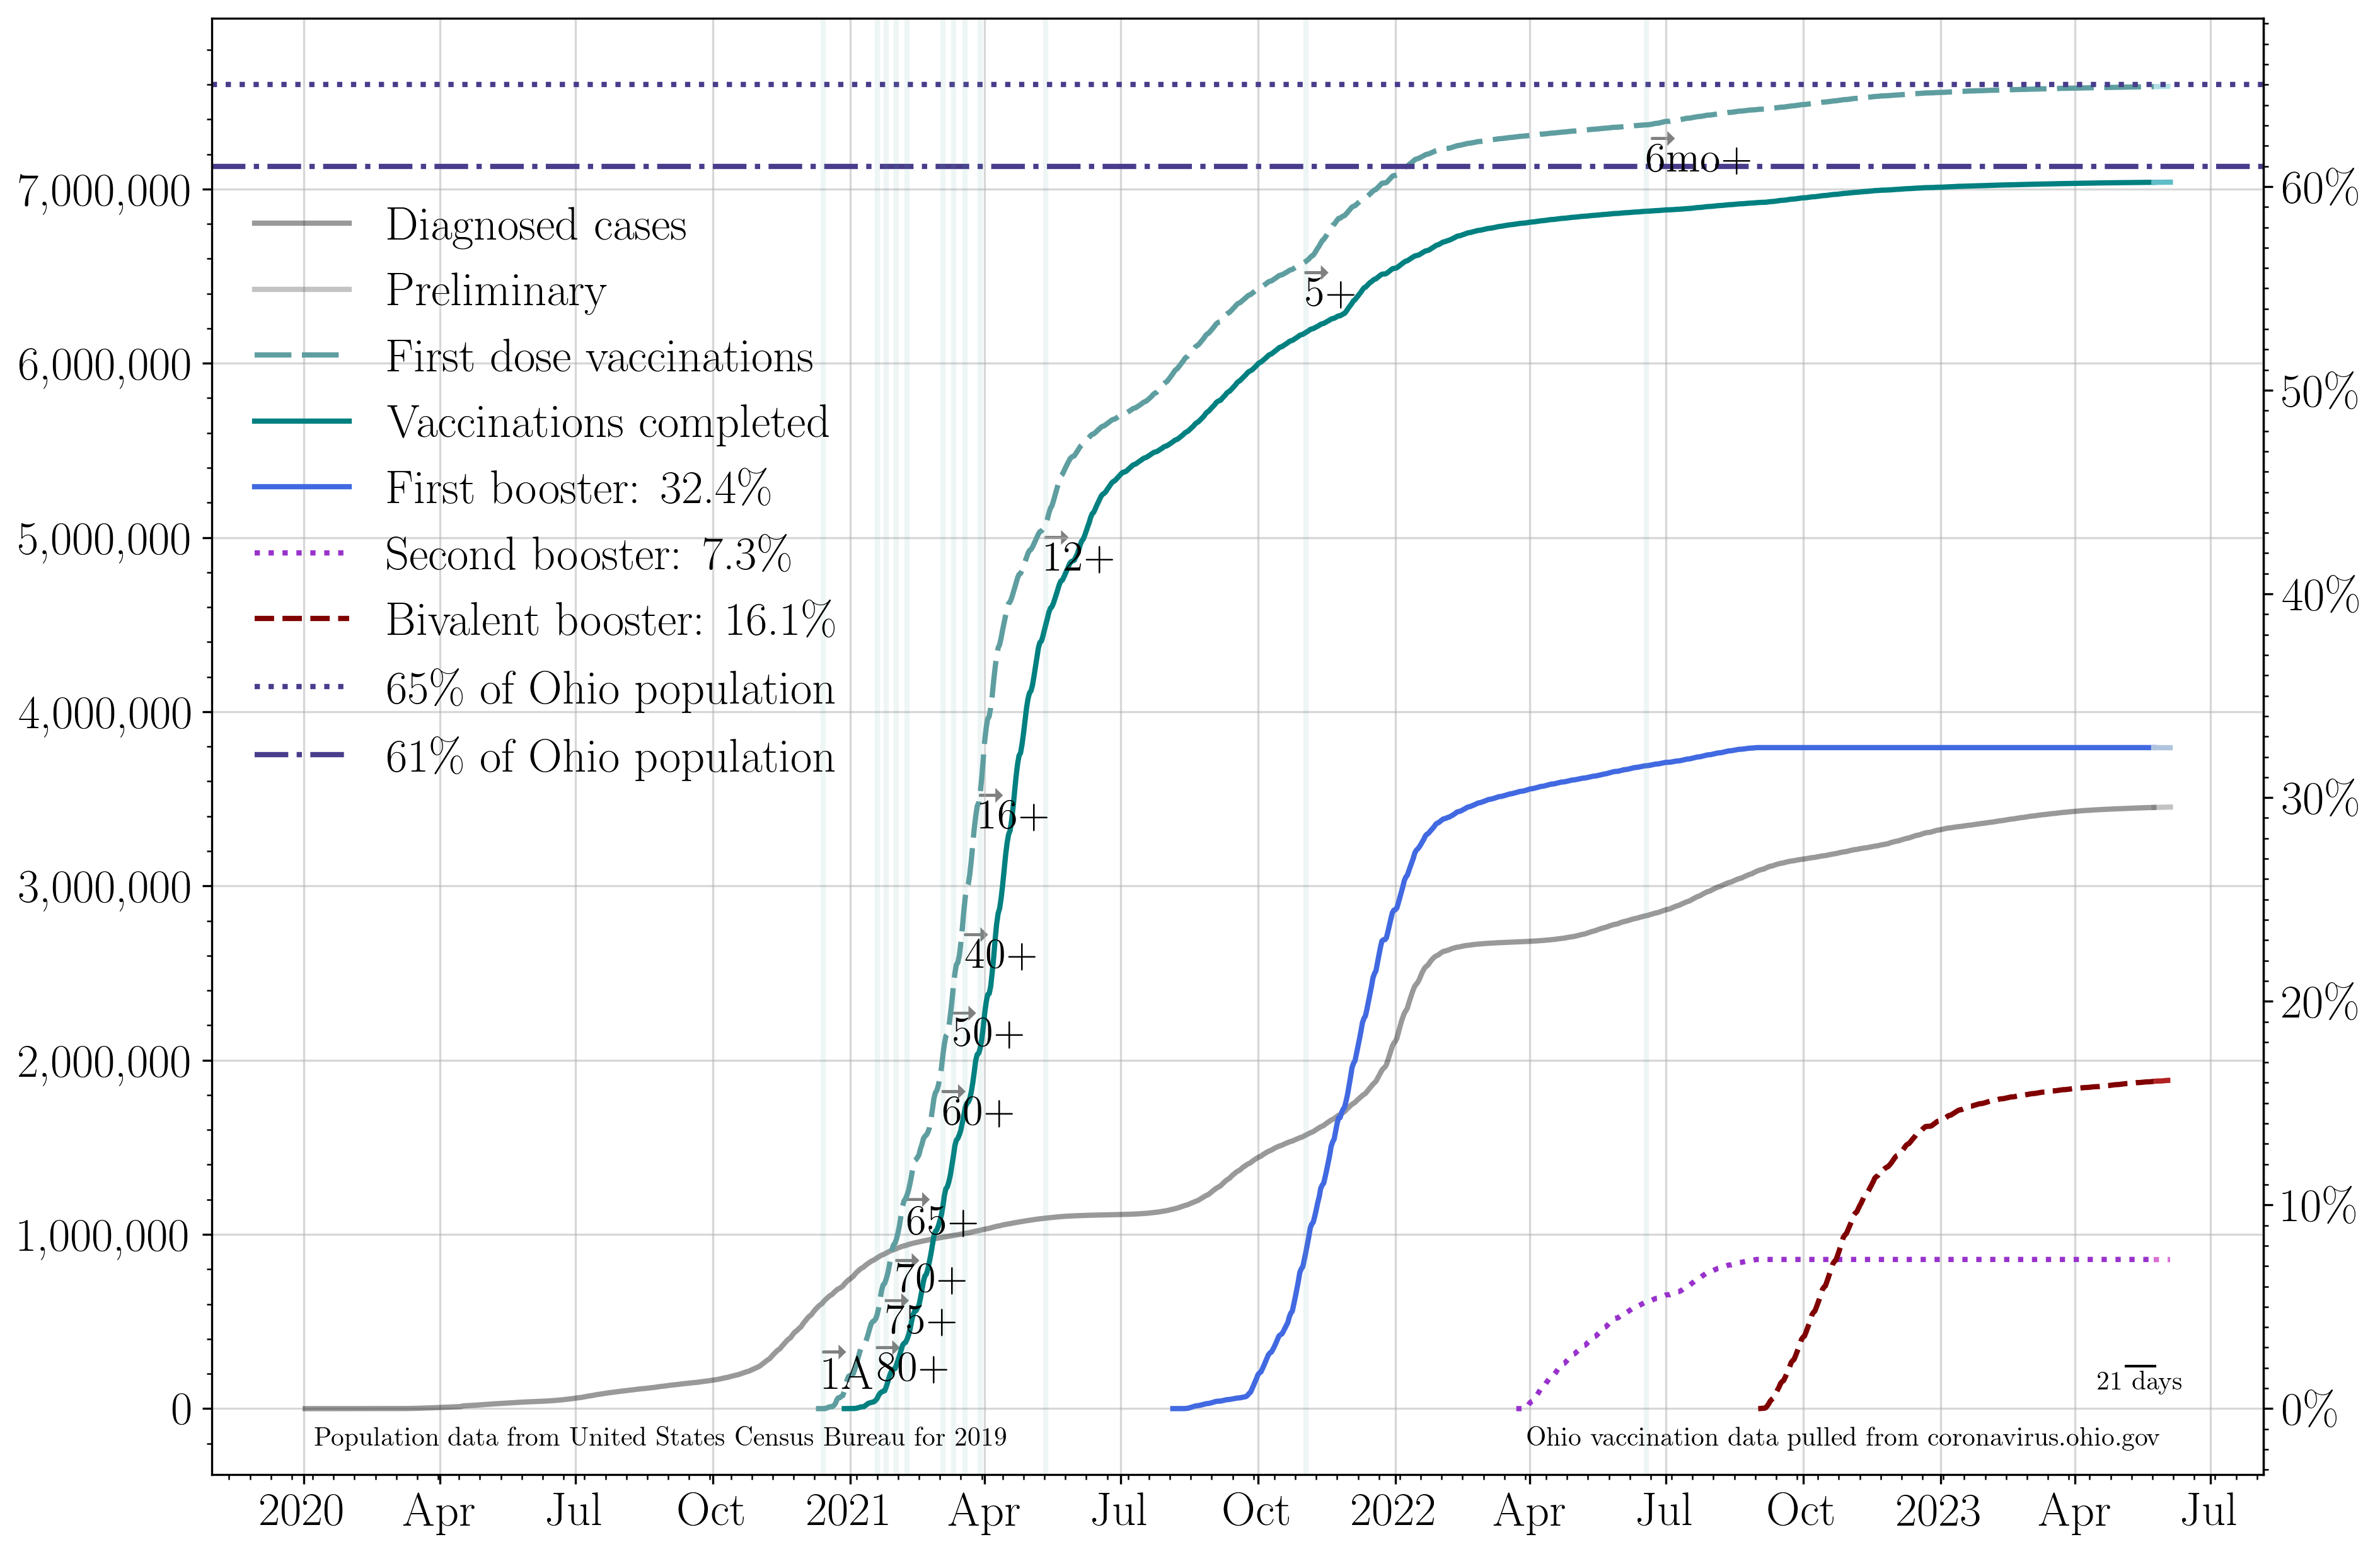 7,000,000
6,000,000
5,000,000
4,000,000
3,000,000
2,000,000
1,000,000
0
Diagnosed cases
Preliminary
First dose vaccinations
Vaccinations completed
First booster: 32.4%
Second booster: 7.3%
Bivalent booster: 16.1%
65% of Ohio population
61% of Ohio population
6mo+
5+
12+
16+
40+
50+
60+
65+
70+
75+
80+
1A
60%
50%
40%
30%
20%
10%
0%
21 days
Population data from United States Census Bureau for 2019
Ohio vaccination data pulled from coronavirus.ohio.gov
2020 Apr Jul Oct 2021 Apr Jul Oct 2022 Apr Jul Oct 2023 Apr Jul